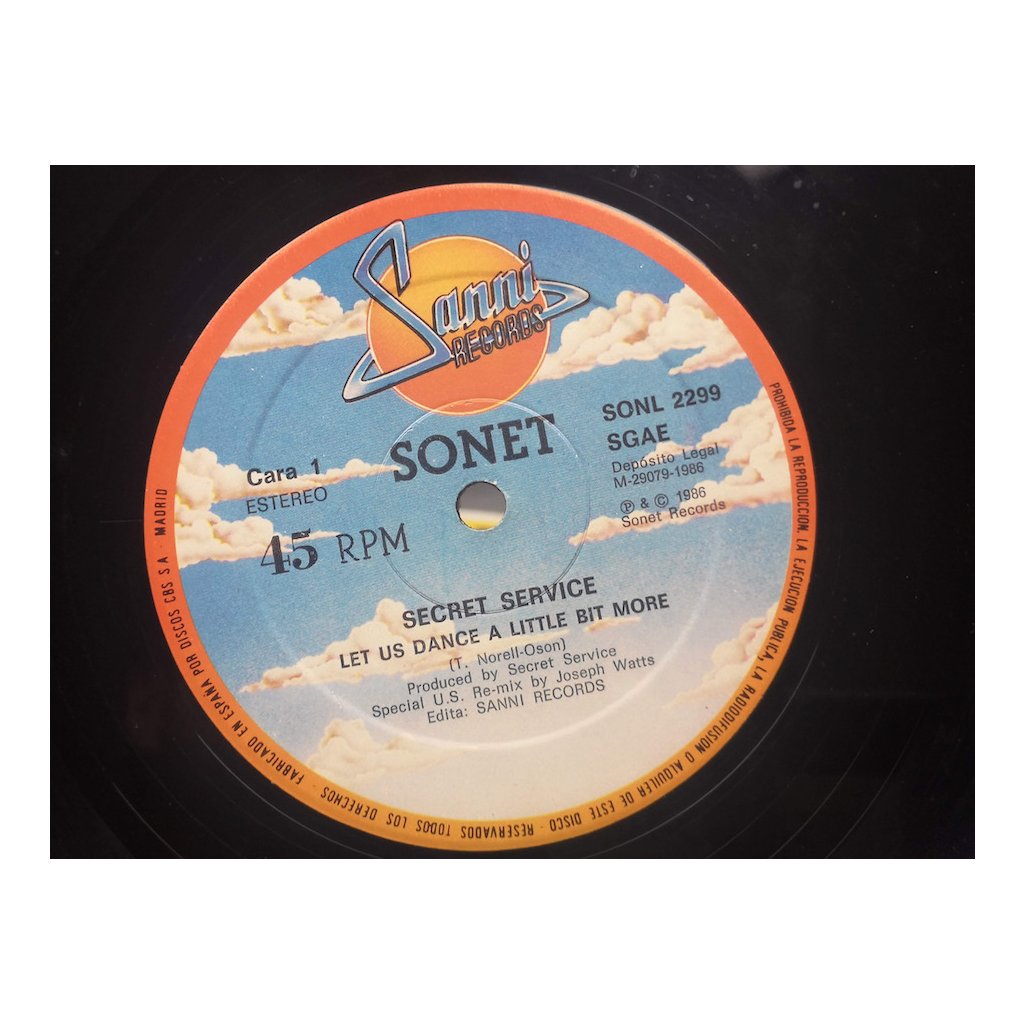 Sanni
RECORDS
SONET
SONL 2299
SGAE
Depósito Legal
M-29079-1986
℗ & © 1986
Sonet Records
Cara 1
ESTEREO
45 RPM
SECRET SERVICE
LET US DANCE A LITTLE BIT MORE
(T. Norell-Oson)
Produced by Secret Service
Special U.S. Re-mix by Joseph Watts
Edita: SANNI RECORDS
PROHIBIDA LA REPRODUCCION, LA EJECUCION PUBLICA, LA RADIODIFUSION O ALQUILER DE ESTE DISCO - RESERVADOS TODOS LOS DERECHOS - FABRICADO EN ESPAÑA POR DISCOS CBS S A - MADRID